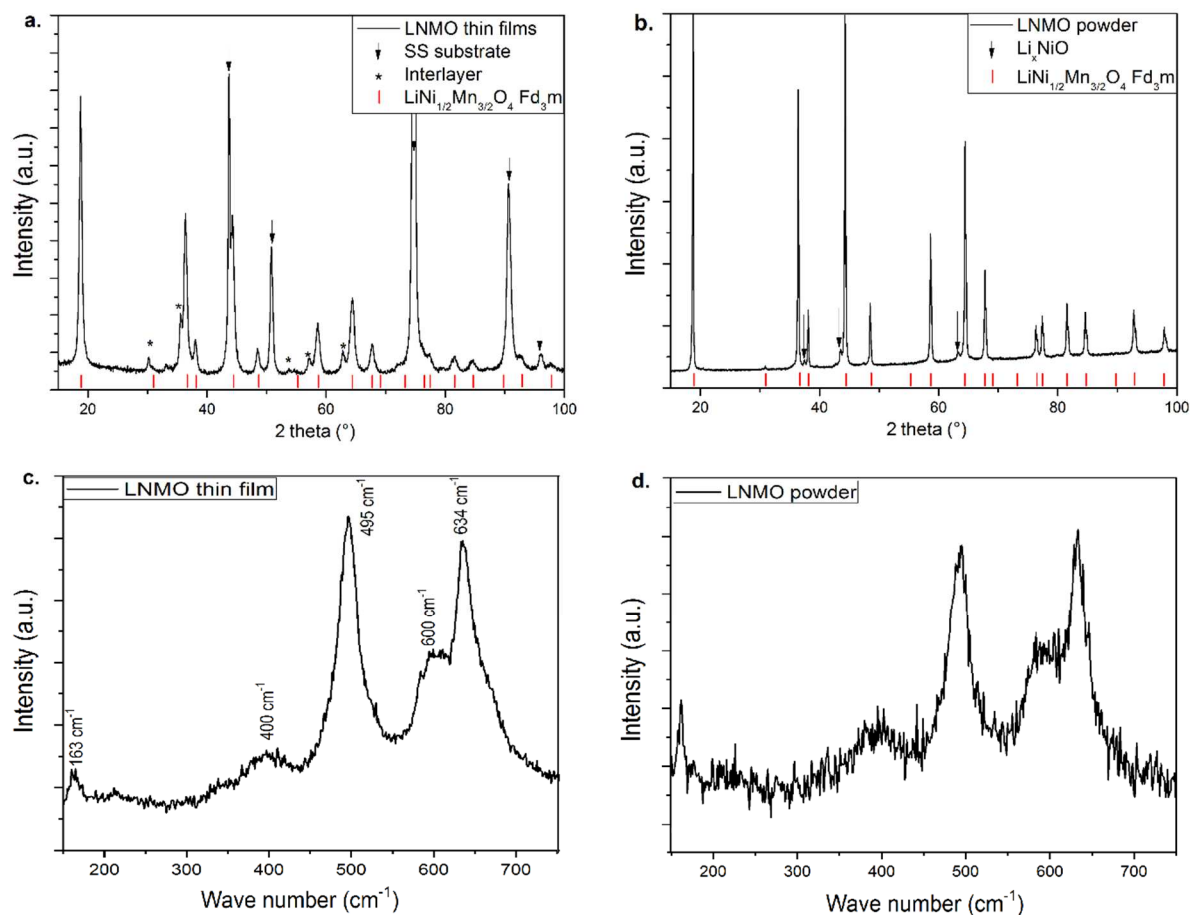 a.
LNMO thin films
SS substrate
* Interlayer
LiNi1/2Mn3/2O4 Fd3m
*
*
*
*
*
Intensity (a.u.)
20 40 60 80 100
2 theta (°)
b.
LNMO powder
LixNiO
LiNi1/2Mn3/2O4 Fd3m
Intensity (a.u.)
20 40 60 80 100
2 theta (°)
c.
LNMO thin film
163 cm-1
400 cm-1
495 cm-1
600 cm-1
634 cm-1
Intensity (a.u.)
200 300 400 500 600 700
Wave number (cm-1)
d.
LNMO powder
Intensity (a.u.)
200 300 400 500 600 700
Wave number (cm-1)